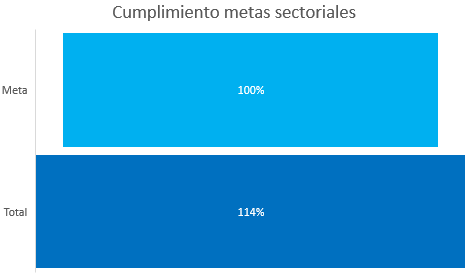 Cumplimiento metas sectoriales
Meta
100%
Total
114%